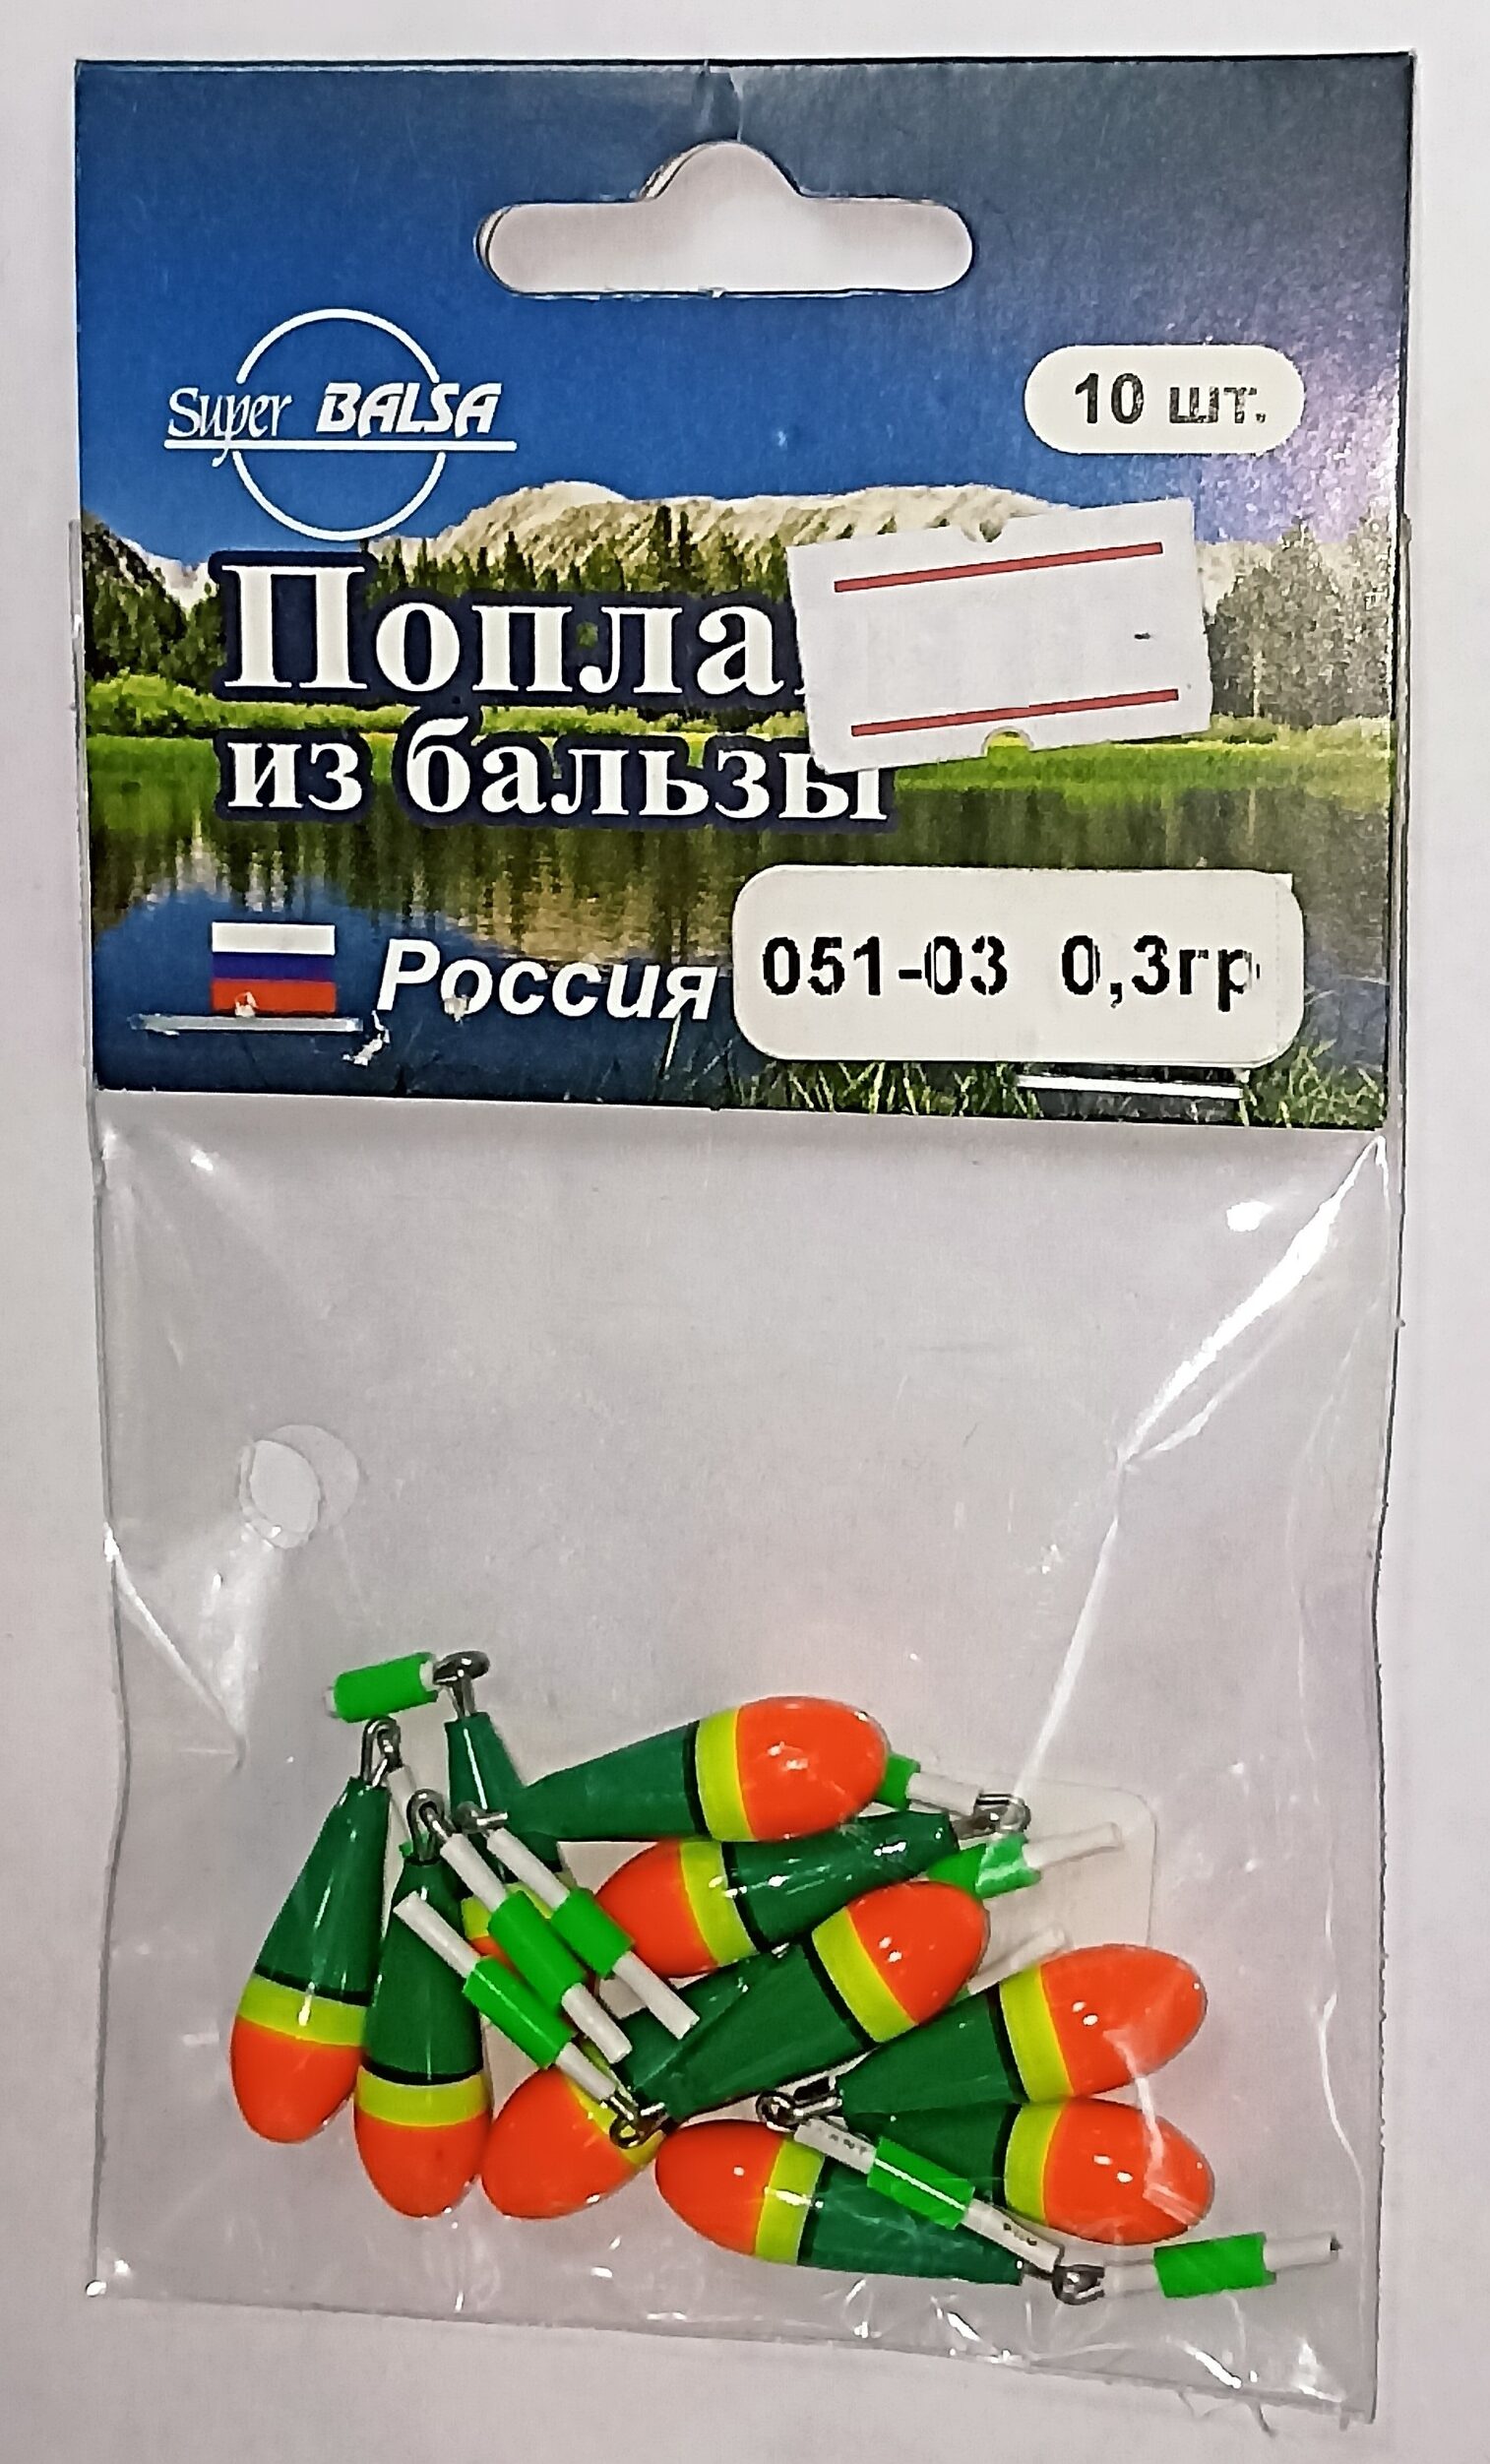 Super BALSA
10 шт.
Попла
из бальзы
Россия
051-03 0,3гр